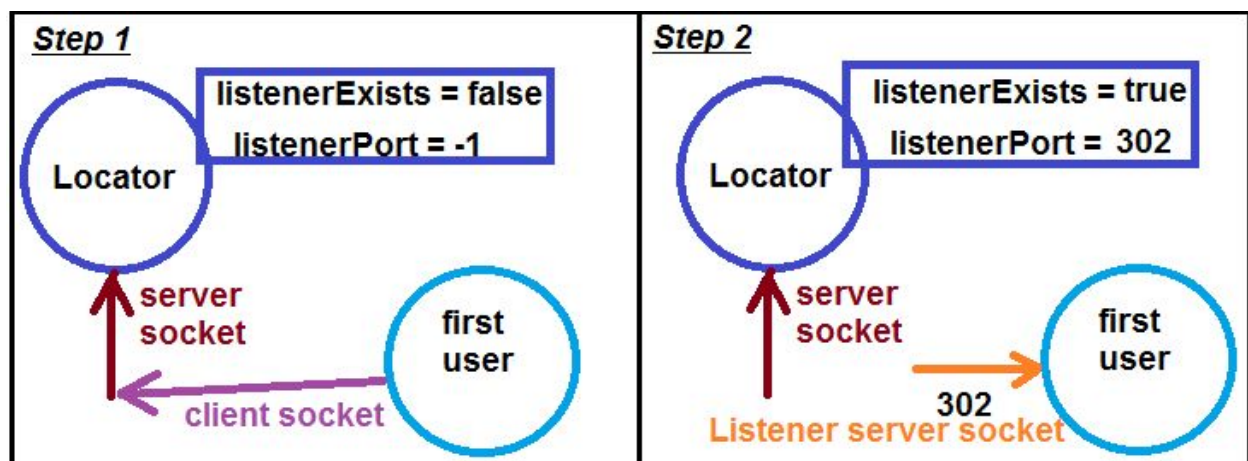 Step 1
listenerExists = false
listenerPort = -1
Locator
server
socket
first
user
client socket
Step 2
listenerExists = true
listenerPort = 302
Locator
server
socket
first
user
302
Listener server socket